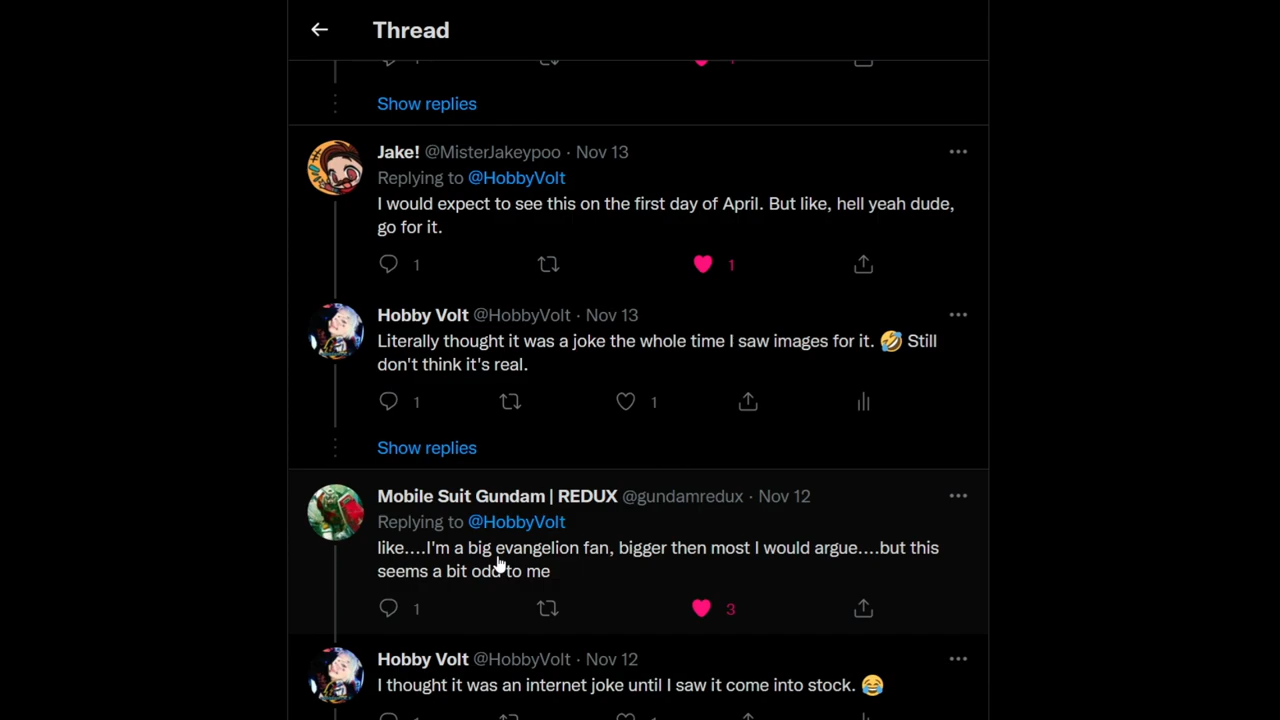 Thread
Show replies
Jake! @MisterJakeypoo · Nov 13
Replying to @HobbyVolt
I would expect to see this on the first day of April. But like, hell yeah dude,
go for it.
1 1
Hobby Volt @HobbyVolt · Nov 13
Literally thought it was a joke the whole time I saw images for it. 🤣 Still
don't think it's real.
1 1
Show replies
Mobile Suit Gundam | REDUX @gundamredux · Nov 12
Replying to @HobbyVolt
like....I'm a big evangelion fan, bigger then most I would argue....but this
seems a bit odd to me
1 3
Hobby Volt @HobbyVolt · Nov 12
I thought it was an internet joke until I saw it come into stock. 😂